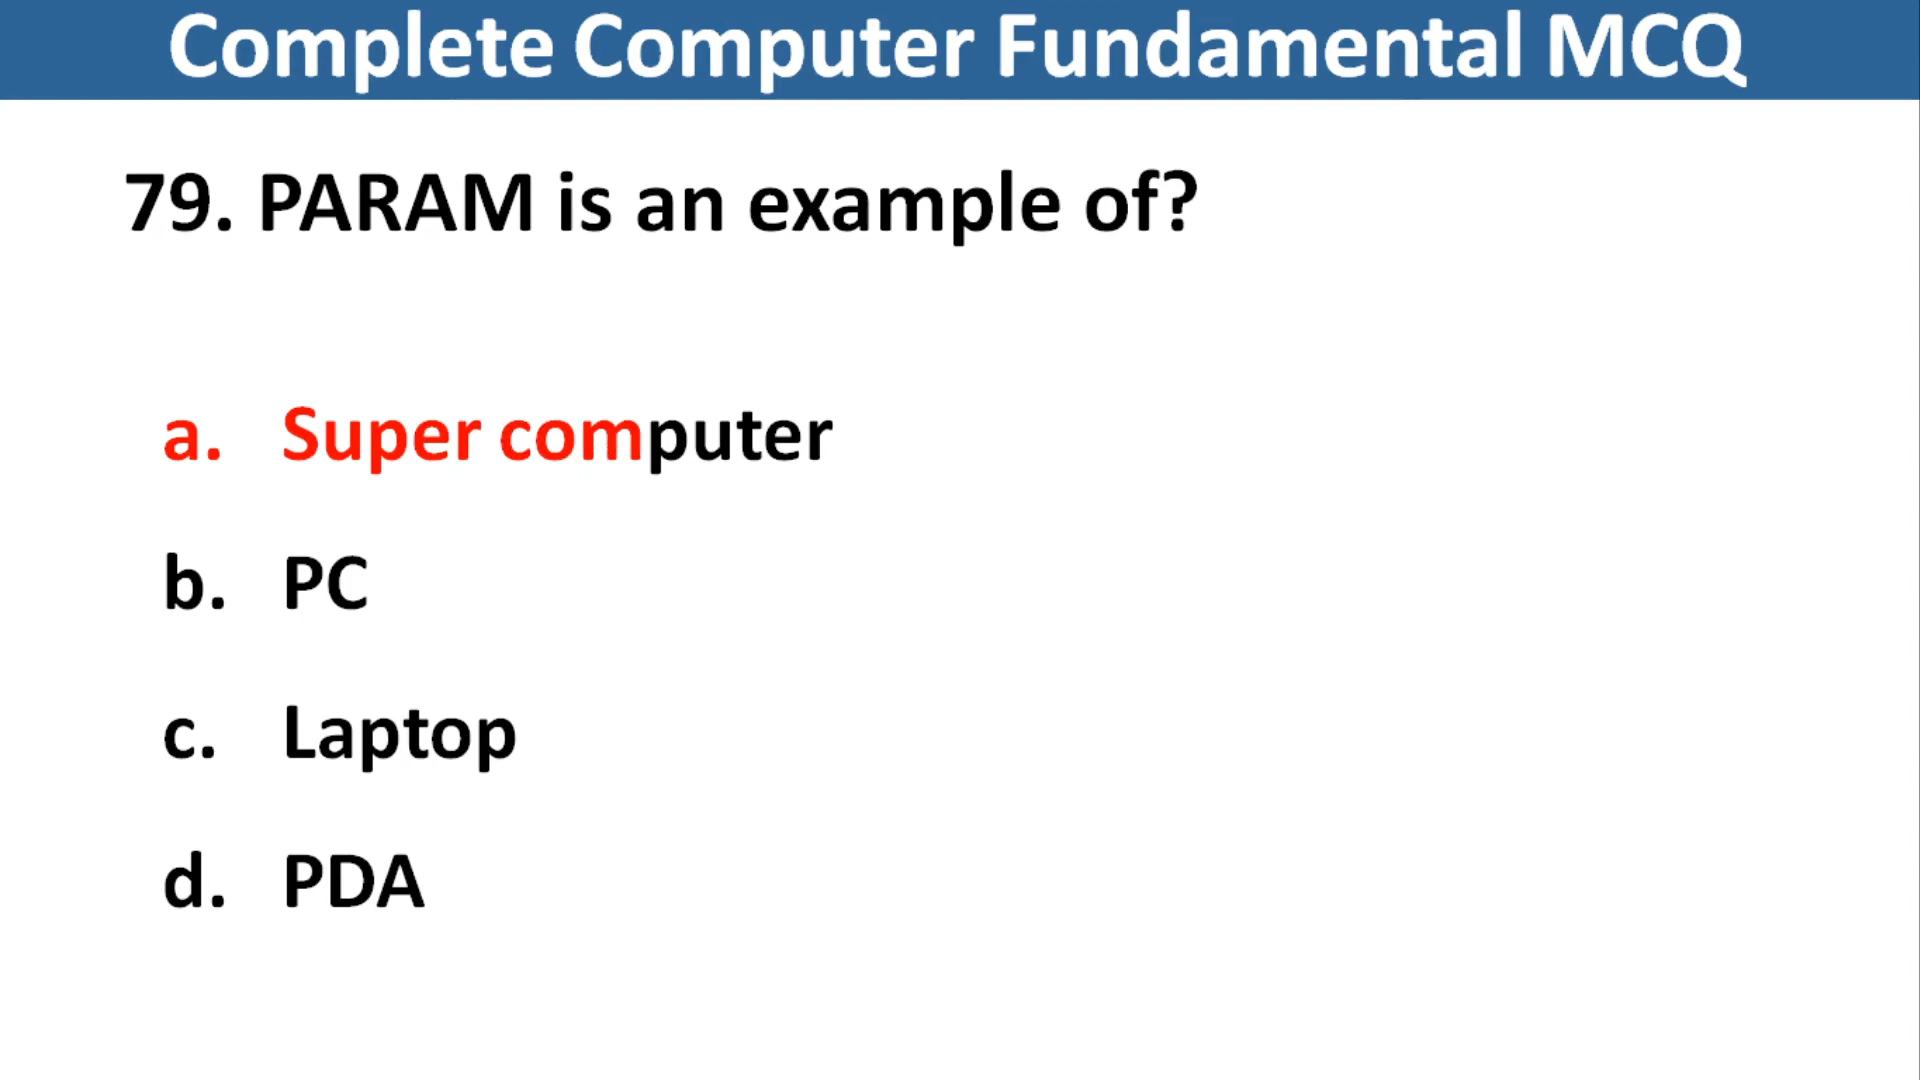 Complete Computer Fundamental MCQ
79. PARAM is an example of?
a. Super computer
b. PC
c. Laptop
d. PDA